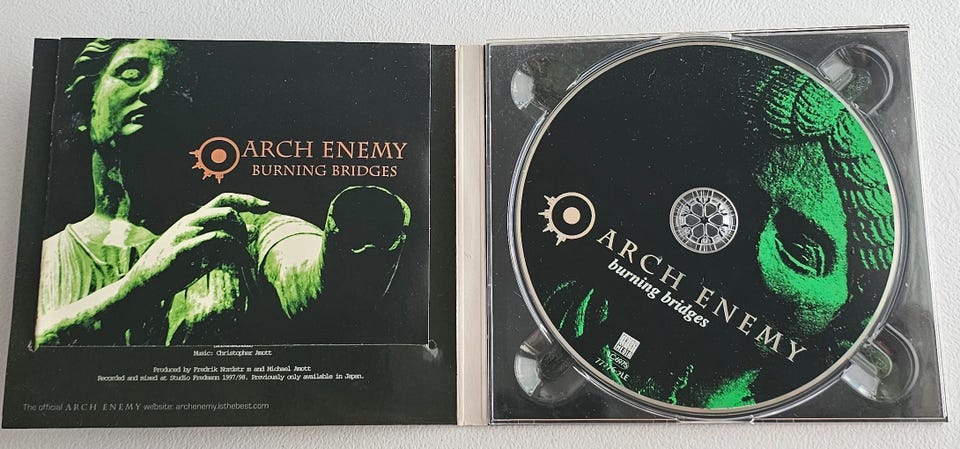 ARCH ENEMY
BURNING BRIDGES
Music: Christopher Amott
Produced by Fredrik Nordstr m and Michael Amott
Recorded and mixed at Studio Fredman 1997/98. Previously only available in Japan.
The official ARCH ENEMY website: archenemy.isthebest.com
ARCH ENEMY
burning bridges